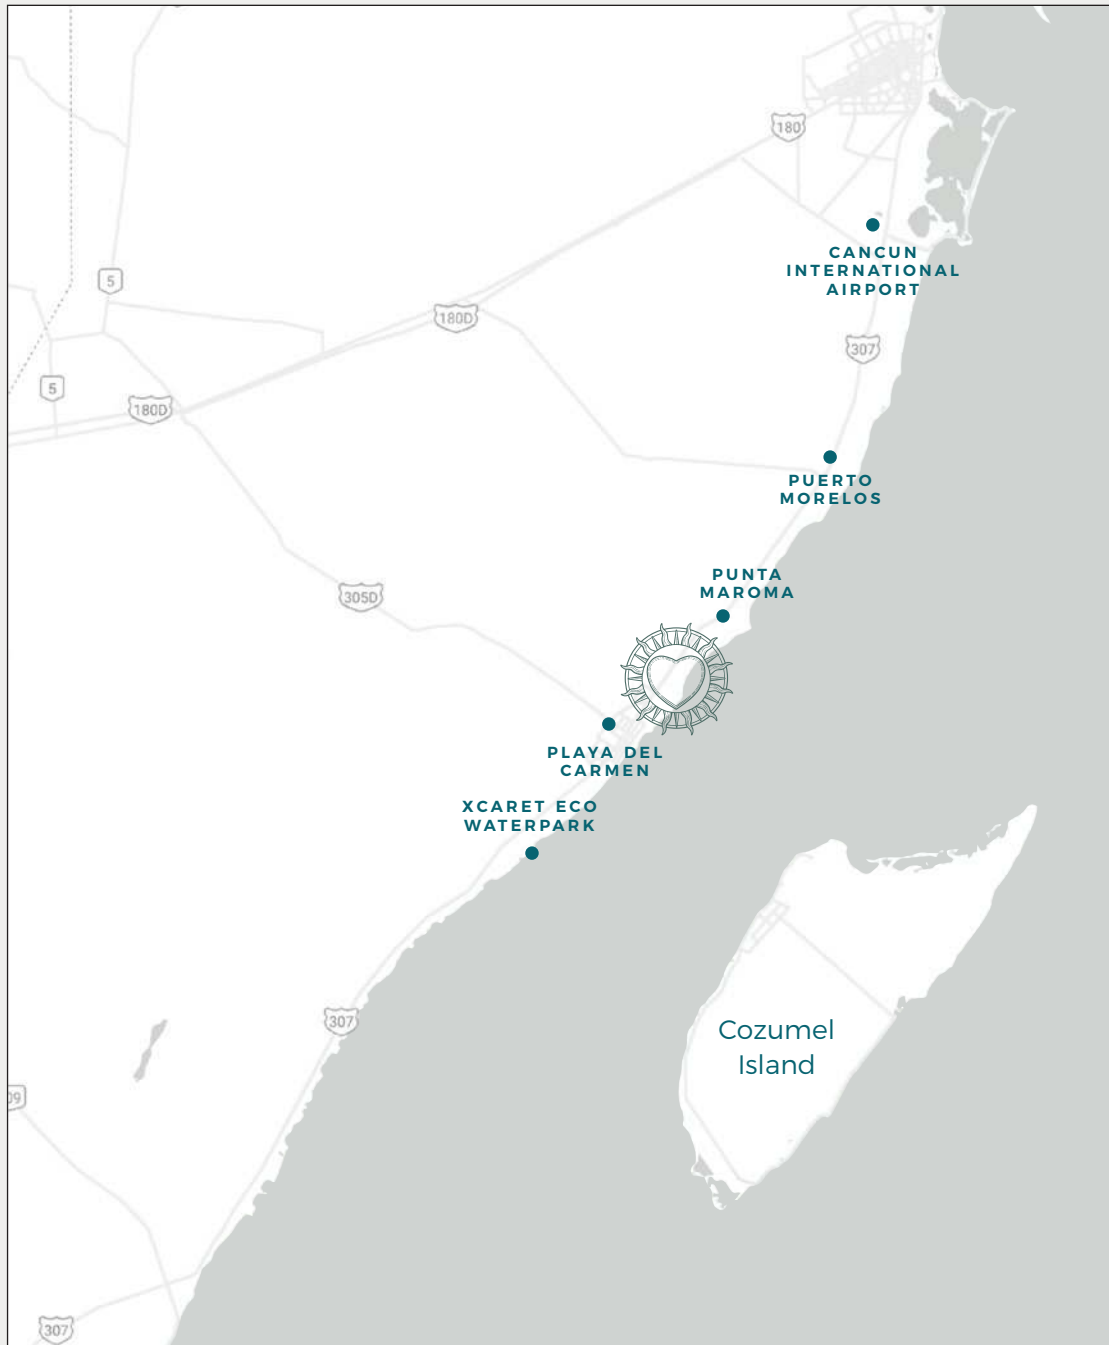 180
CANCUN
INTERNATIONAL
AIRPORT
5
180D
307
5
180D
PUERTO
MORELOS
PUNTA
MAROMA
305D
PLAYA DEL
CARMEN
XCARET ECO
WATERPARK
307
Cozumel
Island
09
307